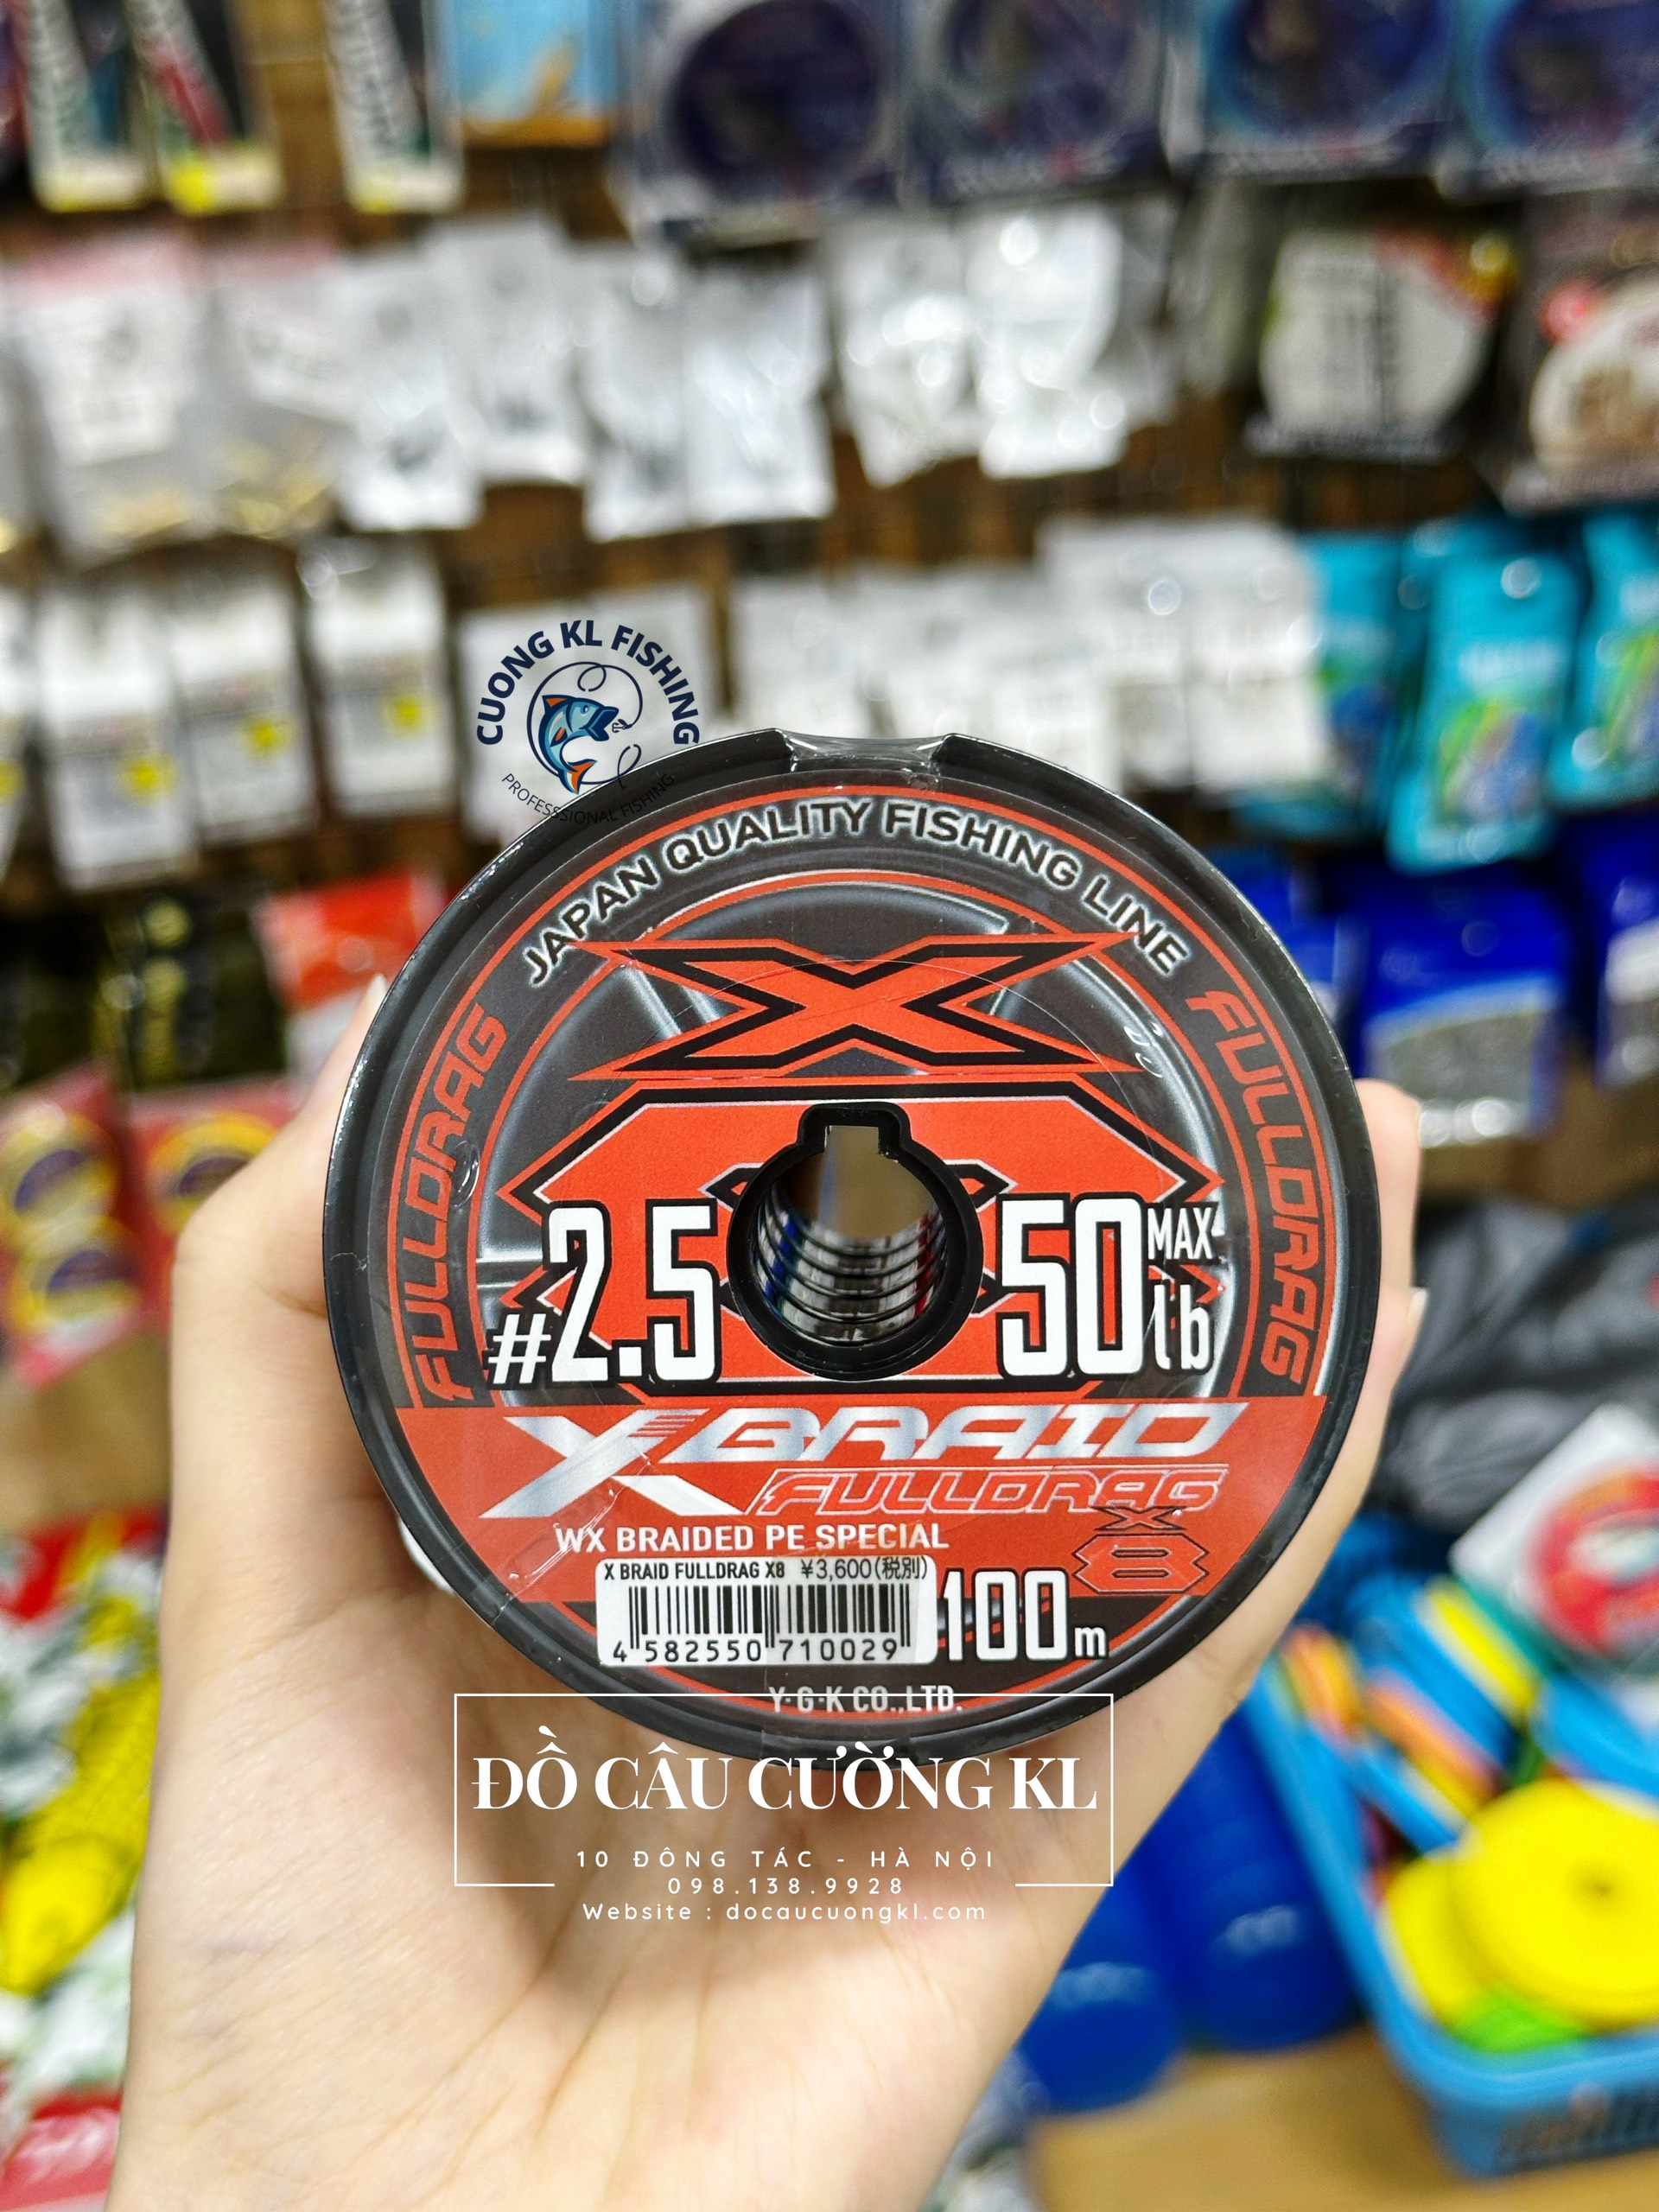 CUONG KL FISHING
PROFESSSIONAL FISHING
JAPAN QUALITY FISHING LINE
FULLDRAG
FULLDRAG
X
#2.5
50 MAX lb
XBRAID
FULLDRAG
X8
WX BRAIDED PE SPECIAL
X BRAID FULLDRAG X8 ¥3,600(税別)
4 582550 710029
100m
Y·G·K CO.,LTD.
ĐỒ CÂU CƯỜNG KL
10 ĐÔNG TÁC - HÀ NỘI
098.138.9928
Website : docaucuongkl.com